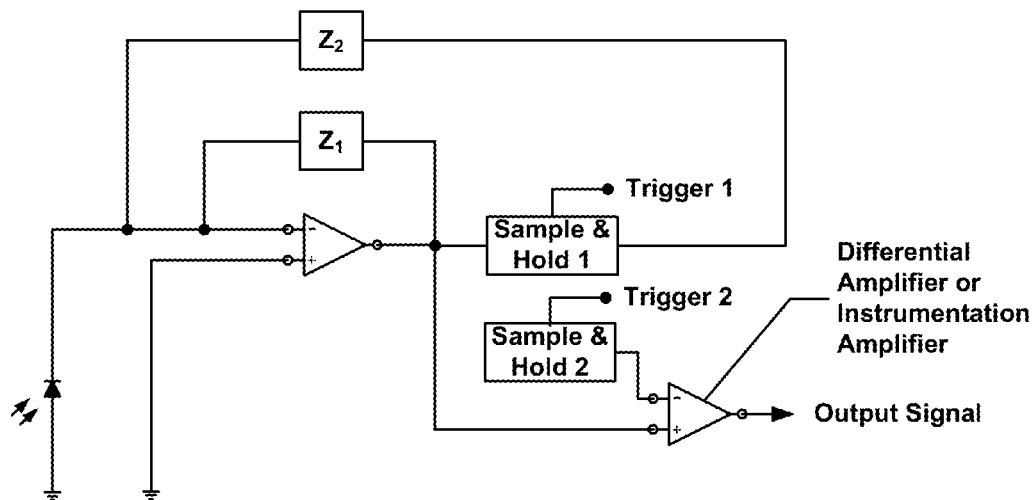 Z₂
Z₁
Trigger 1
Sample &
Hold 1
Differential
Amplifier or
Instrumentation
Amplifier
Trigger 2
Sample &
Hold 2
-
+
-
+
Output Signal